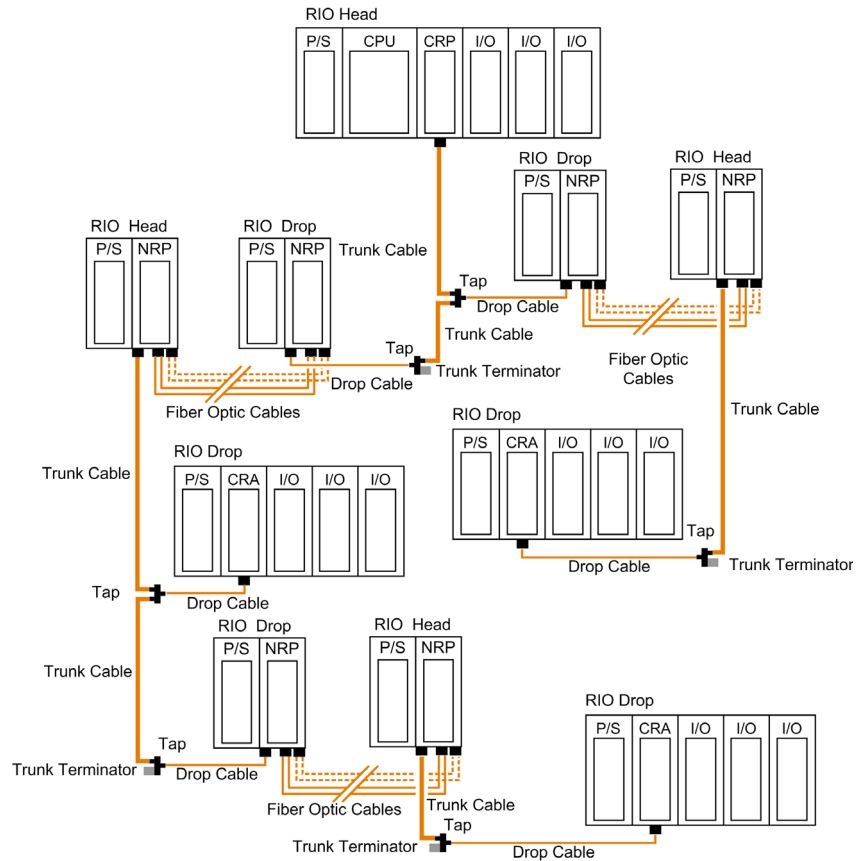 RIO Head
P/S CPU CRP I/O I/O I/O
RIO Drop
P/S NRP
RIO Head
P/S NRP
RIO Head
P/S NRP
RIO Drop
P/S NRP
Trunk Cable
Tap
Drop Cable
Trunk Cable
Tap
Trunk Terminator
Drop Cable
Fiber Optic Cables
Fiber Optic
Cables
Trunk Cable
RIO Drop
P/S CRA I/O I/O I/O
RIO Drop
P/S CRA I/O I/O I/O
Trunk Cable
Tap
Drop Cable
Trunk Terminator
Tap
Drop Cable
RIO Drop
P/S NRP
RIO Head
P/S NRP
Trunk Cable
RIO Drop
P/S CRA I/O I/O I/O
Tap
Trunk Terminator
Drop Cable
Fiber Optic Cables
Trunk Cable
Tap
Trunk Terminator
Drop Cable